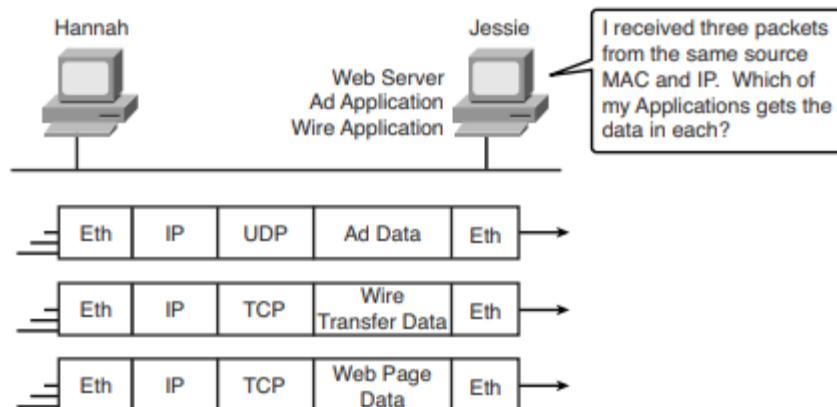 Hannah
Jessie
Web Server
Ad Application
Wire Application
I received three packets
from the same source
MAC and IP.  Which of
my Applications gets the
data in each?
Eth IP UDP Ad Data Eth
Eth IP TCP Wire Transfer Data Eth
Eth IP TCP Web Page Data Eth